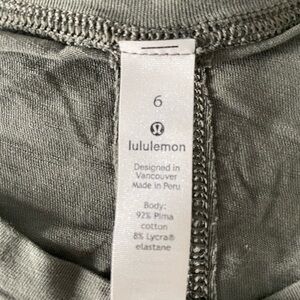 6
lululemon
Designed in
Vancouver
Made in Peru
Body:
92% Pima
cotton
8% Lycra®
elastane